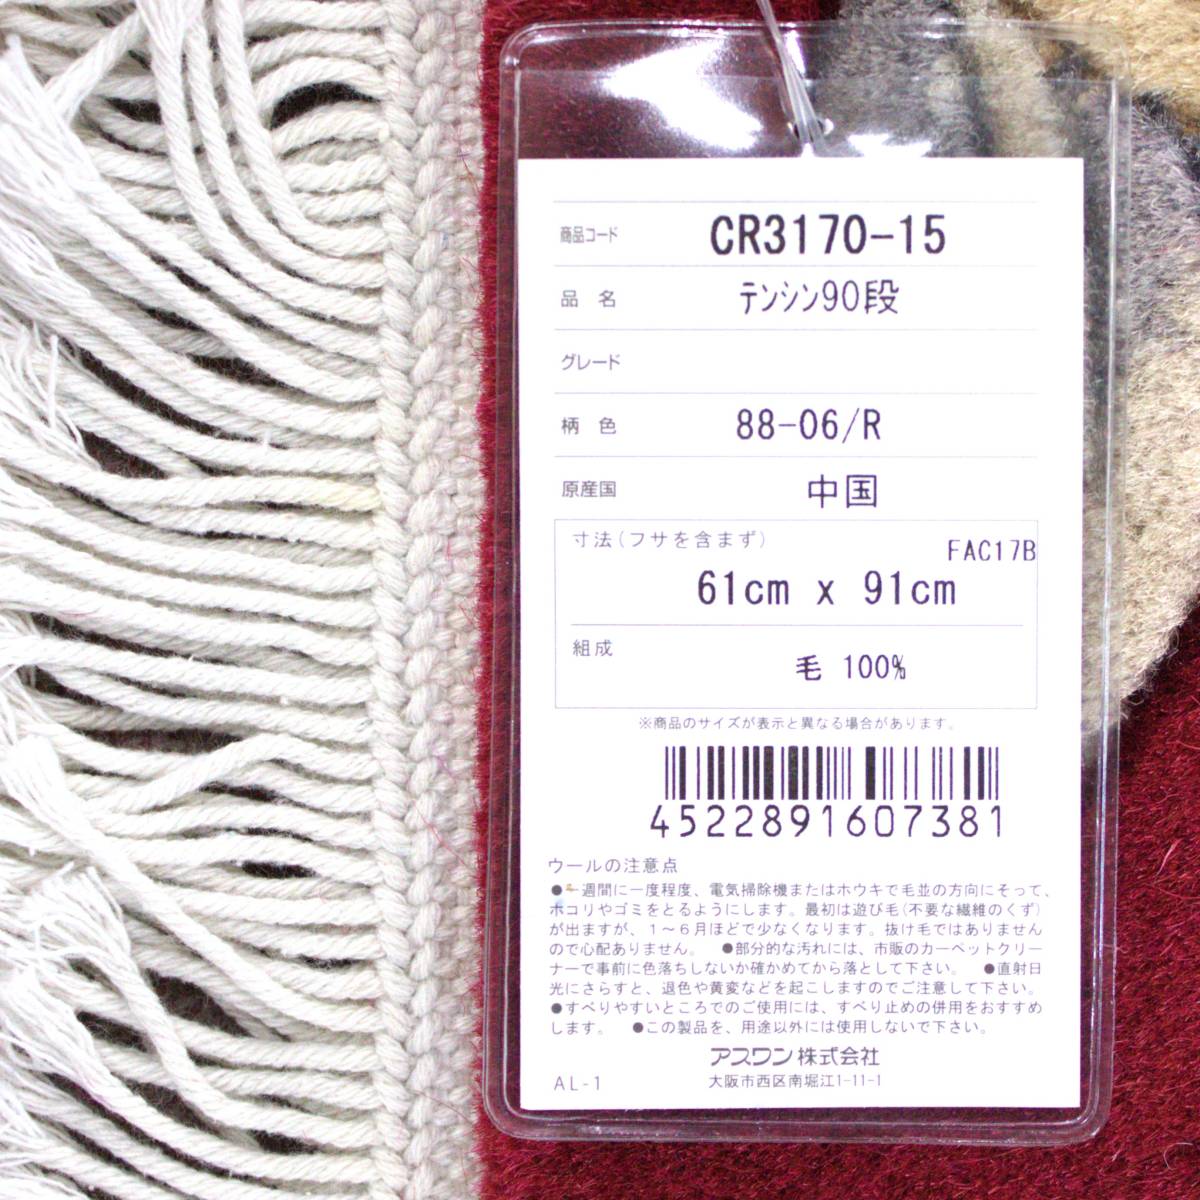 商品コード CR3170-15
品 名 テンシン90段
グレード
柄 色 88-06/R
原産国 中国
寸法(フサを含まず) FAC17B
61cm x 91cm
組成 毛 100%
※商品のサイズが表示と異なる場合があります。
4522891607381
ウールの注意点
●一週間に一度程度、電気掃除機またはホウキで毛並の方向にそって、
ホコリやゴミをとるようにします。最初は遊び毛(不要な繊維のくず)
が出ますが、1〜6月ほどで少なくなります。抜け毛ではありません
ので心配ありません。 ●部分的な汚れには、市販のカーペットクリー
ナーで事前に色落ちしないか確かめてから落として下さい。 ●直射日
光にさらすと、退色や黄変などを起こしますのでご注意して下さい。
●すべりやすいところでのご使用には、すべり止めの併用をおすすめ
します。 ●この製品を、用途以外には使用しないで下さい。
アスワン株式会社
AL-1 大阪市西区南堀江1-11-1